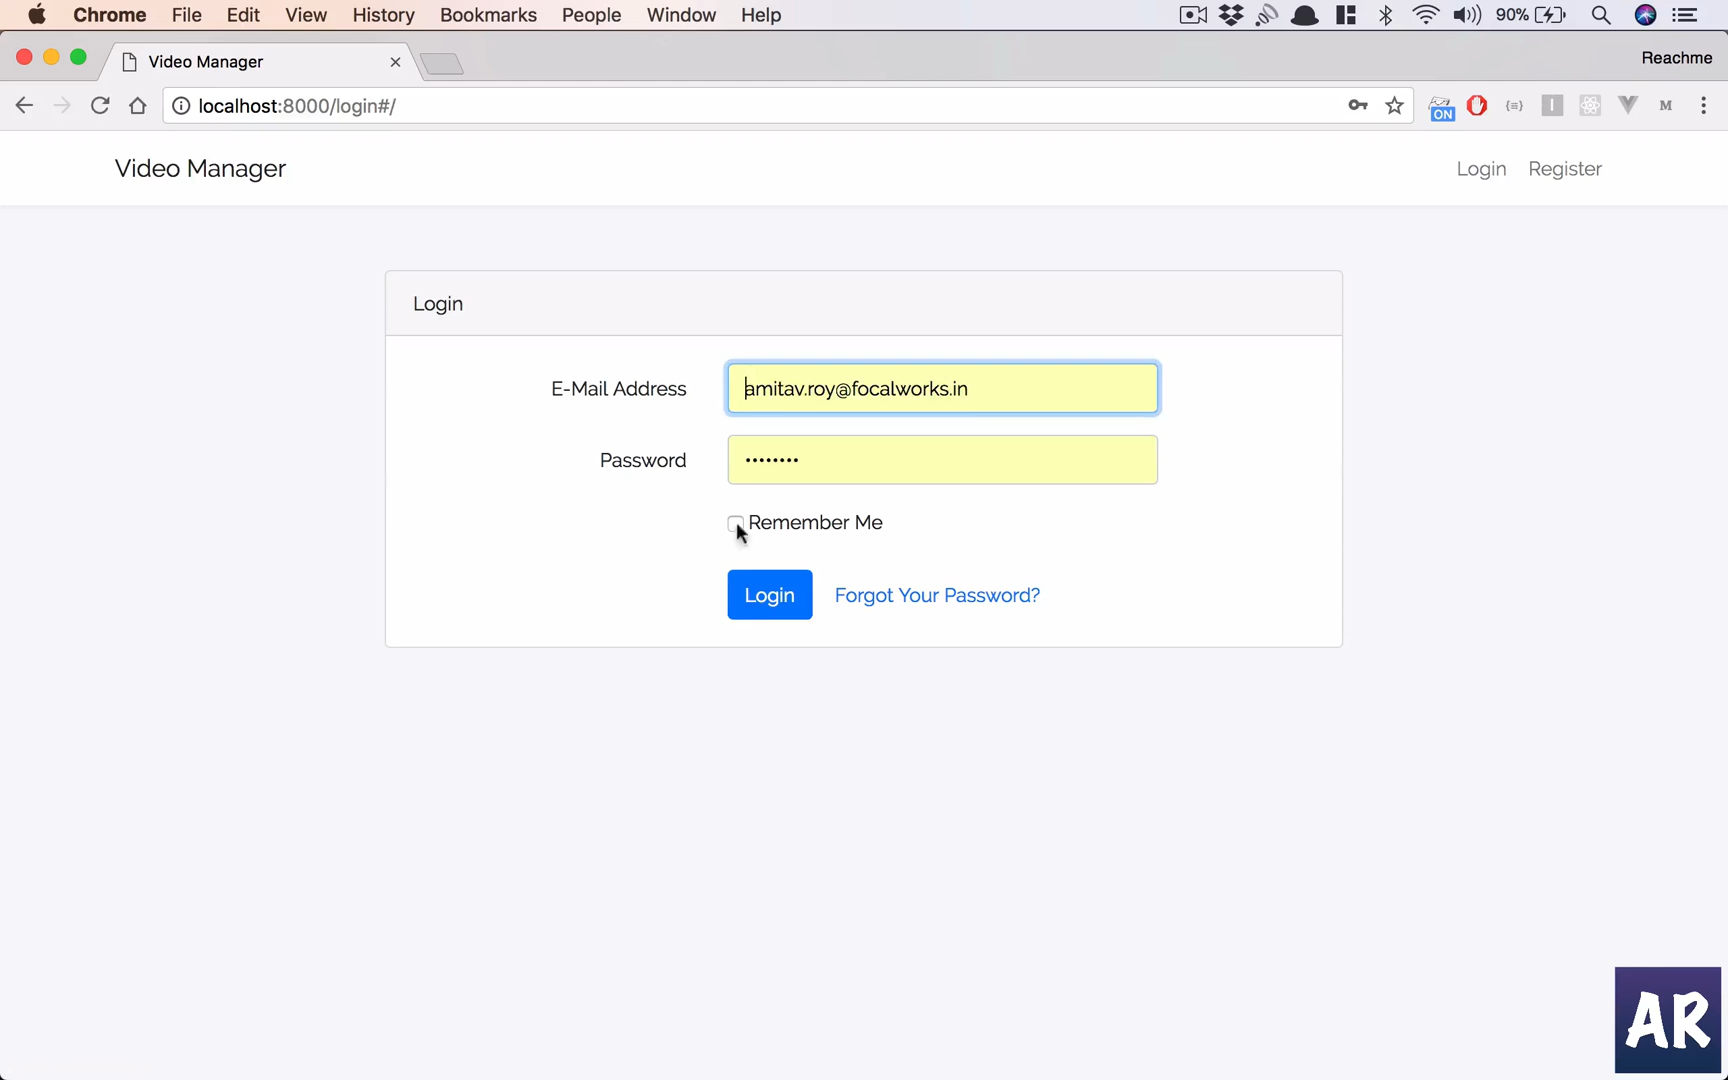 Chrome File Edit View History Bookmarks People Window Help 90%
Video Manager Reachme
localhost:8000/login#/ ON M
Video Manager Login Register
Login
E-Mail Address amitav.roy@focalworks.in
Password ••••••••
Remember Me
Login Forgot Your Password?
AR